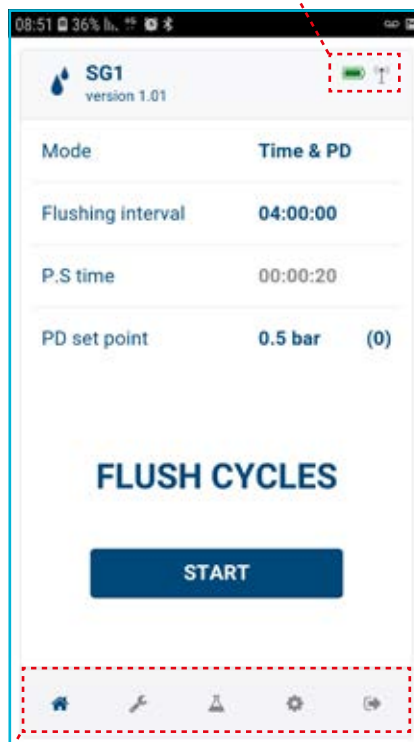 08:51 36%
SG1
version 1.01
Mode Time & PD
Flushing interval 04:00:00
P.S time 00:00:20
PD set point 0.5 bar (0)
FLUSH CYCLES
START